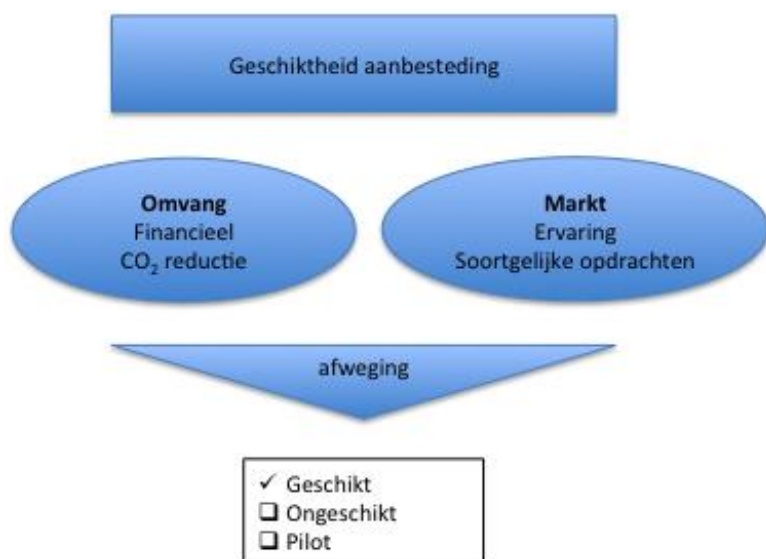 Geschiktheid aanbesteding
Omvang
Financieel
CO₂ reductie
Markt
Ervaring
Soortgelijke opdrachten
afweging
✓ Geschikt
❑ Ongeschikt
❑ Pilot